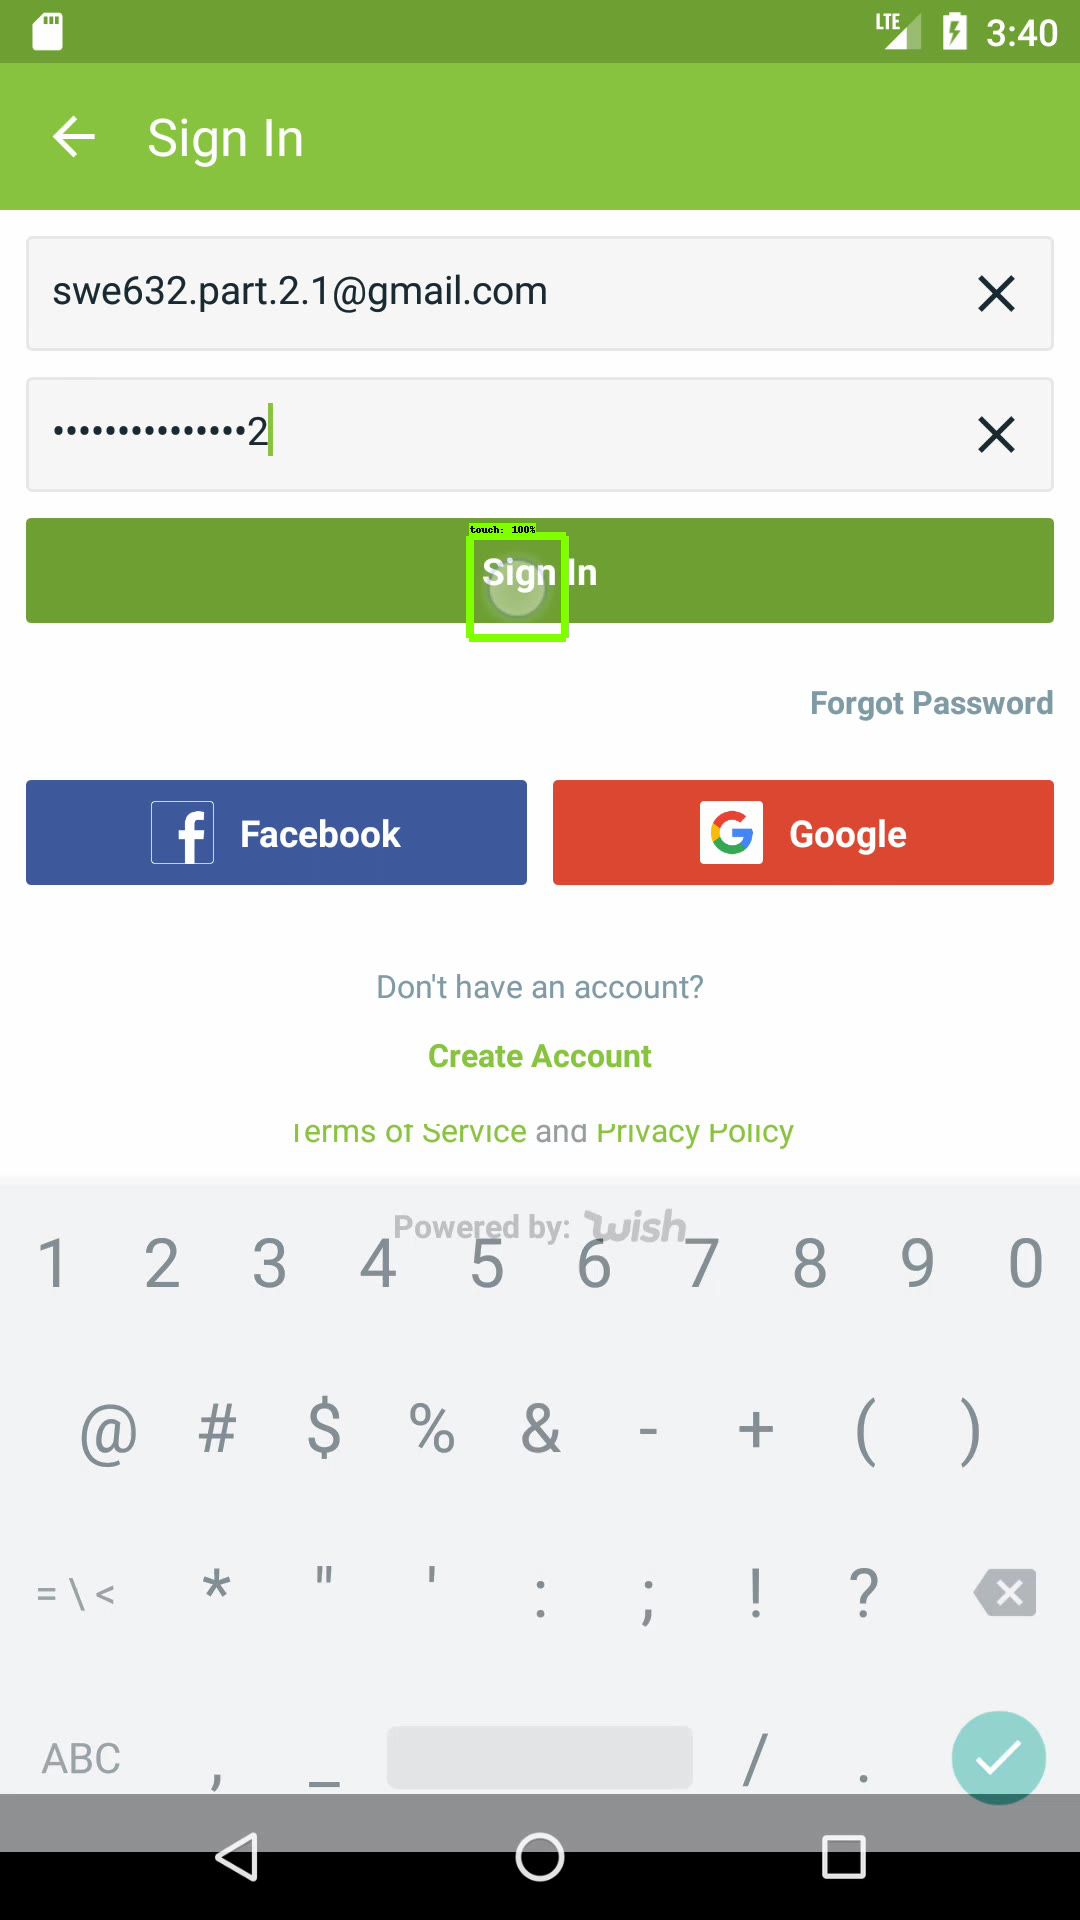 LTE 3:40
Sign In
swe632.part.2.1@gmail.com
•••••••••••••••2
touch: 100%
Sign In
Forgot Password
Facebook
Google
Don't have an account?
Create Account
Terms of Service and Privacy Policy
Powered by: wish
1 2 3 4 5 6 7 8 9 0
@ # $ % & - + ( )
= \ < * " ' : ; ! ?
ABC , _ / .